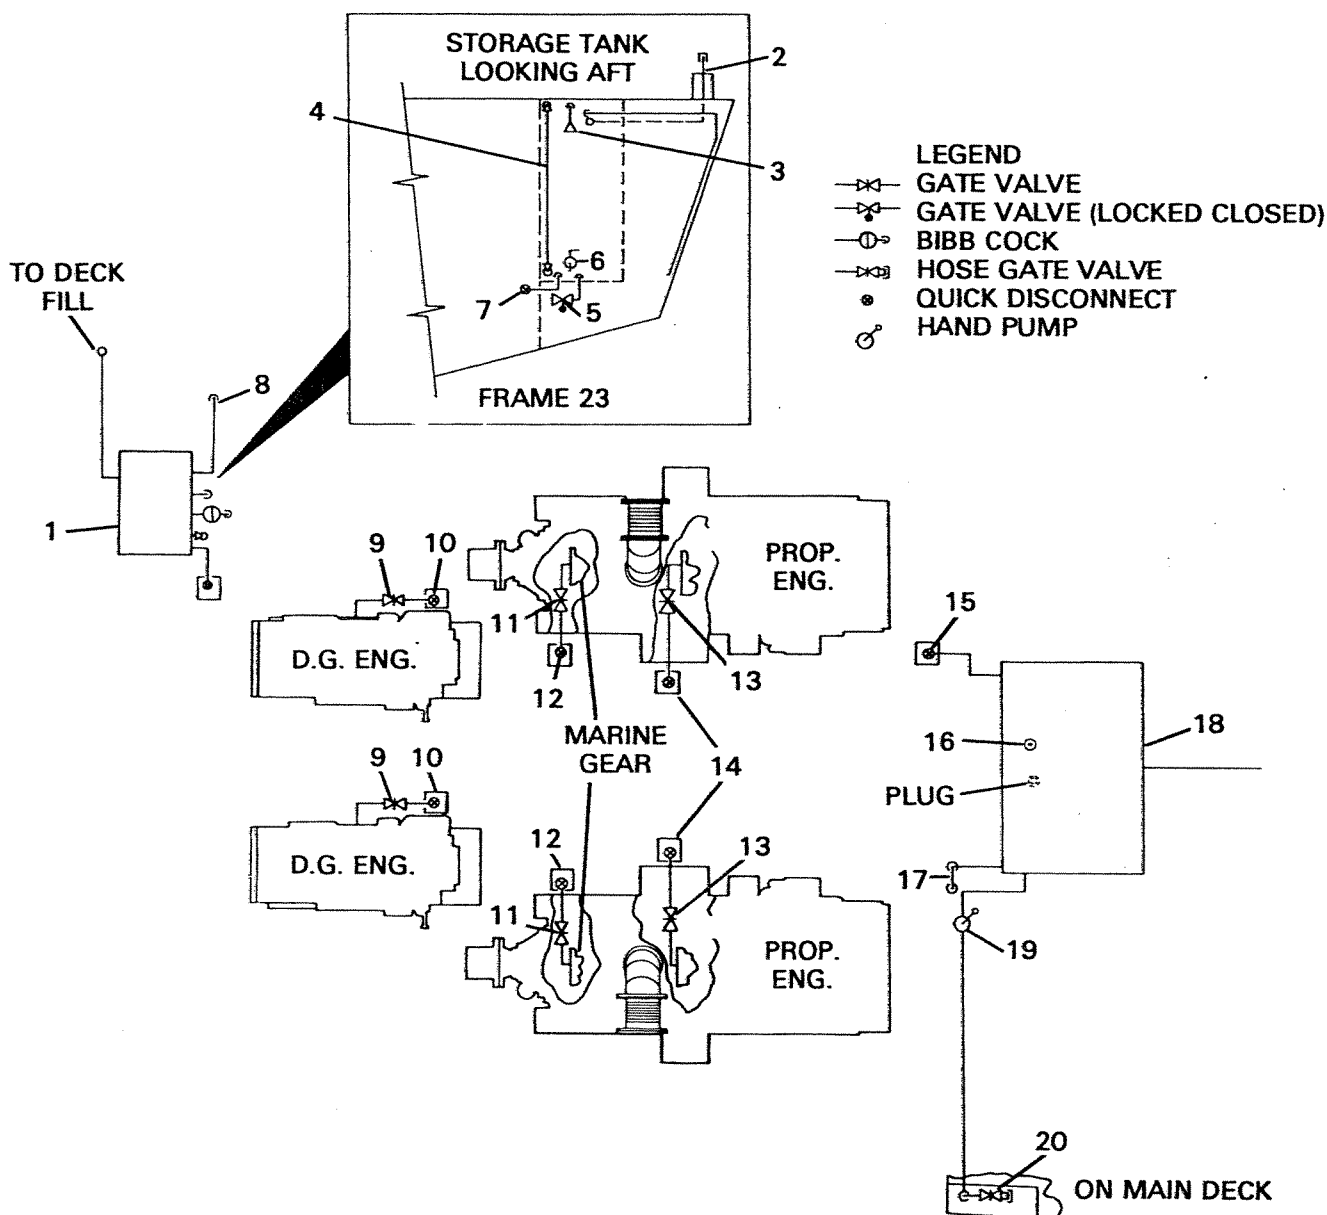 STORAGE TANK
LOOKING AFT
2
4
3
6
7
5
FRAME 23
LEGEND
GATE VALVE
GATE VALVE (LOCKED CLOSED)
BIBB COCK
HOSE GATE VALVE
QUICK DISCONNECT
HAND PUMP
TO DECK
FILL
8
1
9
10
D.G. ENG.
11
12
PROP.
ENG.
13
MARINE
GEAR
14
15
16
18
PLUG
9
10
D.G. ENG.
12
13
11
PROP.
ENG.
17
19
20
ON MAIN DECK